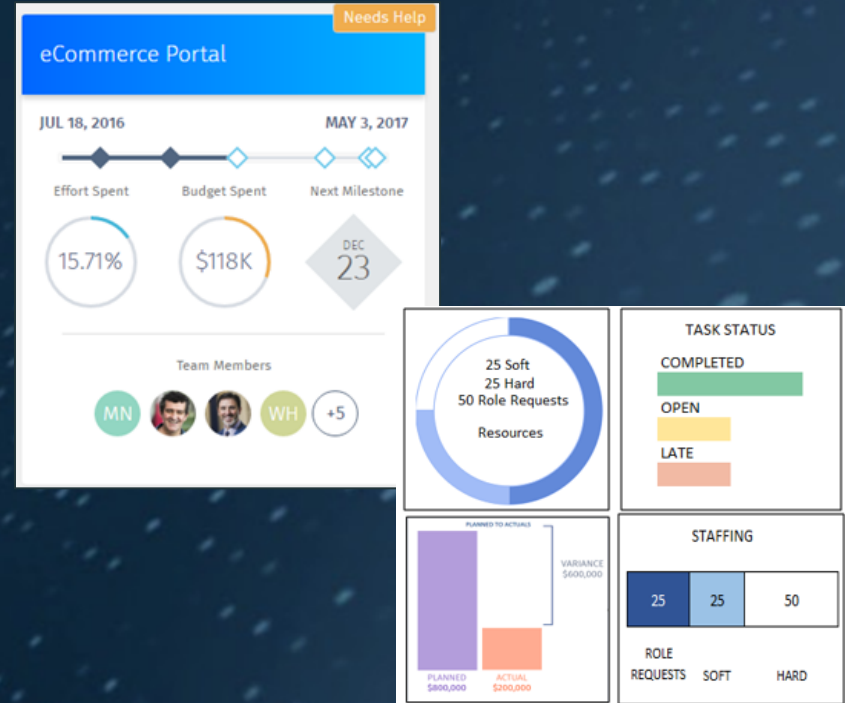 Needs Help
eCommerce Portal
JUL 18, 2016 MAY 3, 2017
Effort Spent Budget Spent Next Milestone
15.71% $118K DEC
23
Team Members
MN WH +5
25 Soft
25 Hard
50 Role Requests
Resources
TASK STATUS
COMPLETED
OPEN
LATE
PLANNED TO ACTUALS
VARIANCE
$600,000
PLANNED ACTUAL
$800,000 $200,000
STAFFING
25 25 50
ROLE
REQUESTS SOFT HARD